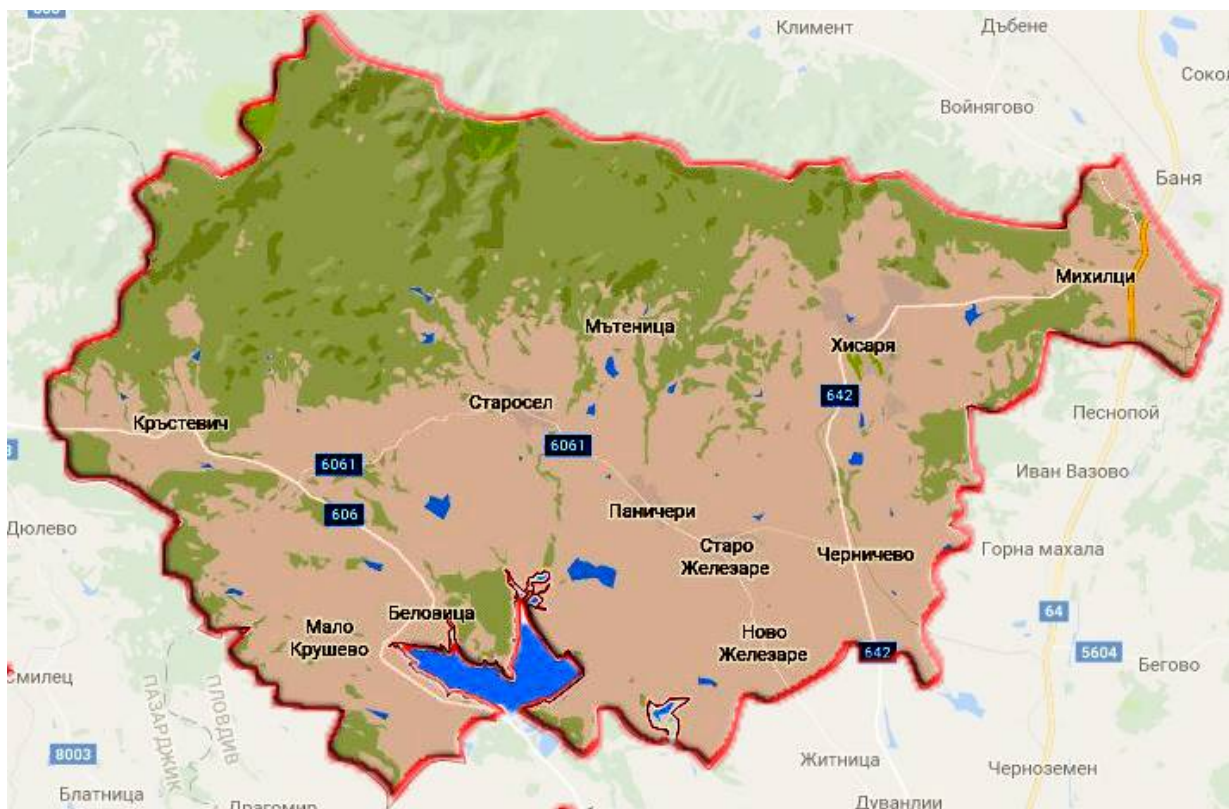 Климент
Дъбене
Сокол
Войнягово
Баня
Михилци
Мътеница
Хисаря
642
Старосел
Песнопой
Кръстевич
6061
6061
Иван Вазово
606
Паничери
Дюлево
Старо
Железаре
Черничево
Горна махала
Беловица
64
Мало
Крушево
Ново
Железаре
642
5604
Бегово
Смилец
ПЛОВДИВ
ПАЗАРДЖИК
8003
Житница
Черноземен
Блатница
Драгомир
Дуванлии